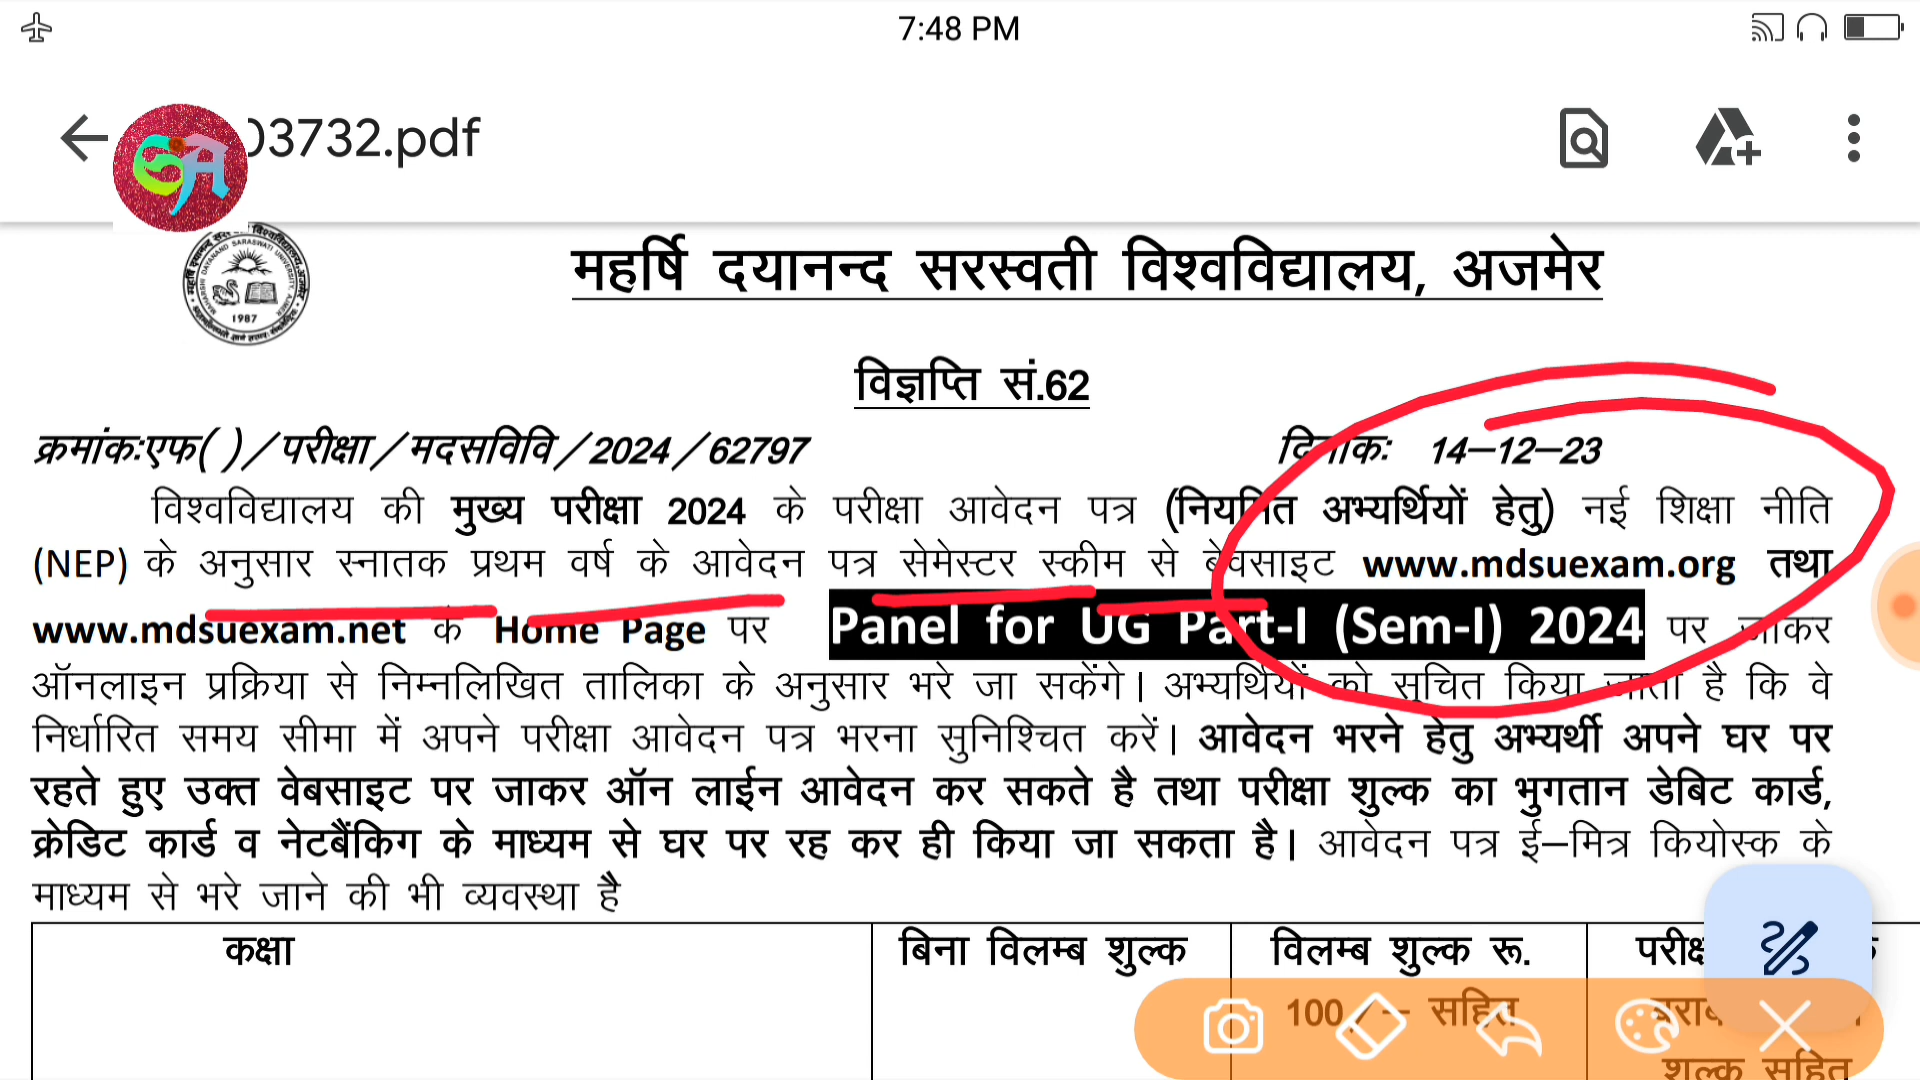 7:48 PM
03732.pdf
महर्षि दयानन्द सरस्वती विश्वविद्यालय, अजमेर
1987
विज्ञप्ति सं.62
क्रमांक:एफ( )/परीक्षा/मदसविवि/2024/62797 दिनांक: 14-12-23
विश्वविद्यालय की मुख्य परीक्षा 2024 के परीक्षा आवेदन पत्र (नियमित अभ्यर्थियों हेतु) नई शिक्षा नीति
(NEP) के अनुसार स्नातक प्रथम वर्ष के आवेदन पत्र सेमेस्टर स्कीम से बेवसाइट www.mdsuexam.org तथा
www.mdsuexam.net के Home Page पर Panel for UG Part-I (Sem-I) 2024 पर जाकर
ऑनलाइन प्रक्रिया से निम्नलिखित तालिका के अनुसार भरे जा सकेंगे। अभ्यर्थियों को सूचित किया जाता है कि वे
निर्धारित समय सीमा में अपने परीक्षा आवेदन पत्र भरना सुनिश्चित करें। आवेदन भरने हेतु अभ्यर्थी अपने घर पर
रहते हुए उक्त वेबसाइट पर जाकर ऑन लाईन आवेदन कर सकते है तथा परीक्षा शुल्क का भुगतान डेबिट कार्ड,
क्रेडिट कार्ड व नेटबैंकिग के माध्यम से घर पर रह कर ही किया जा सकता है। आवेदन पत्र ई-मित्र कियोस्क के
माध्यम से भरे जाने की भी व्यवस्था है
कक्षा बिना विलम्ब शुल्क विलम्ब शुल्क रू.
100/- सहित
शुल्क सहित